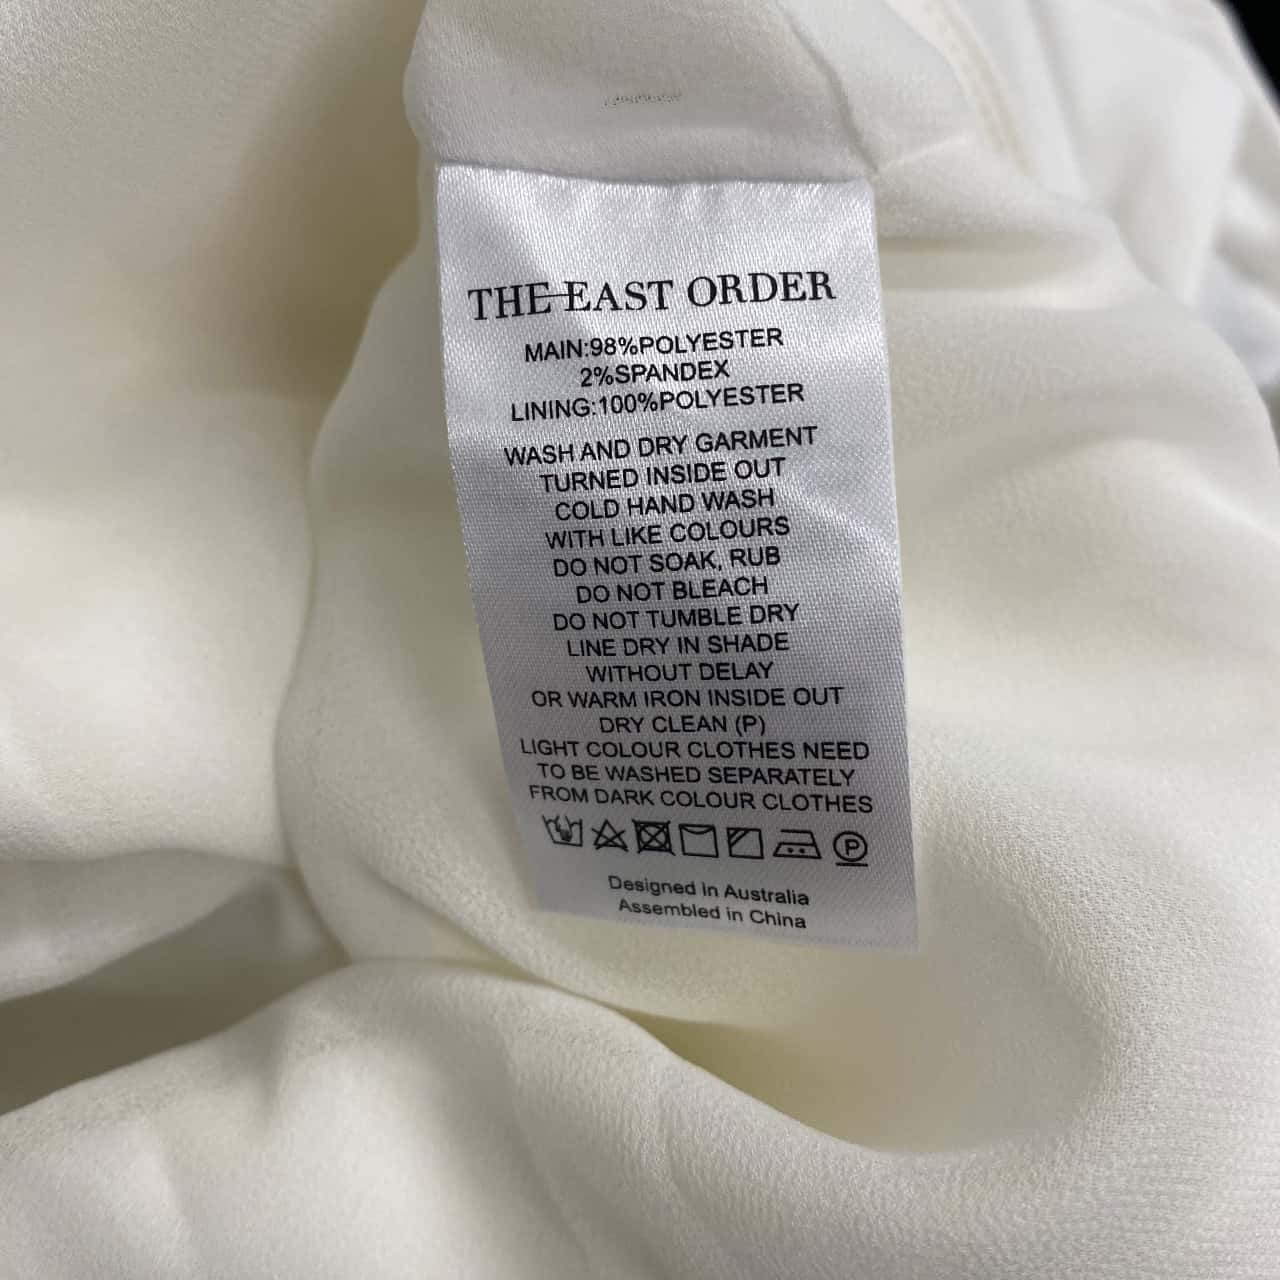 THE EAST ORDER
MAIN:98%POLYESTER
2%SPANDEX
LINING:100%POLYESTER
WASH AND DRY GARMENT
TURNED INSIDE OUT
COLD HAND WASH
WITH LIKE COLOURS
DO NOT SOAK, RUB
DO NOT BLEACH
DO NOT TUMBLE DRY
LINE DRY IN SHADE
WITHOUT DELAY
OR WARM IRON INSIDE OUT
DRY CLEAN (P)
LIGHT COLOUR CLOTHES NEED
TO BE WASHED SEPARATELY
FROM DARK COLOUR CLOTHES
P
Designed in Australia
Assembled in China